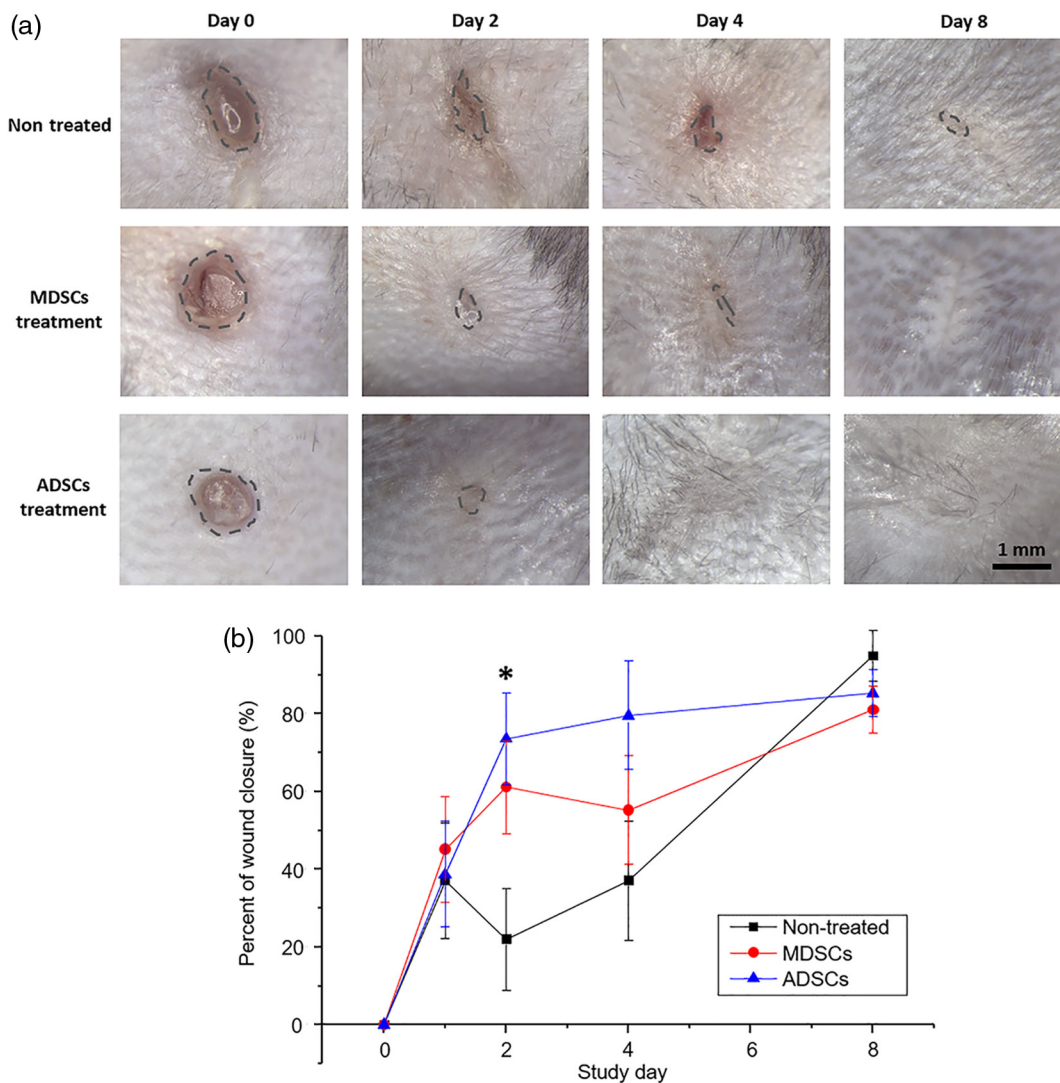 (a)
Day 0 Day 2 Day 4 Day 8
Non treated
MDSCs
treatment
ADSCs
treatment
1 mm
(b)
100
80
60
40
20
0
Percent of wound closure (%)
*
Non-treated
MDSCs
ADSCs
0 2 4 6 8
Study day